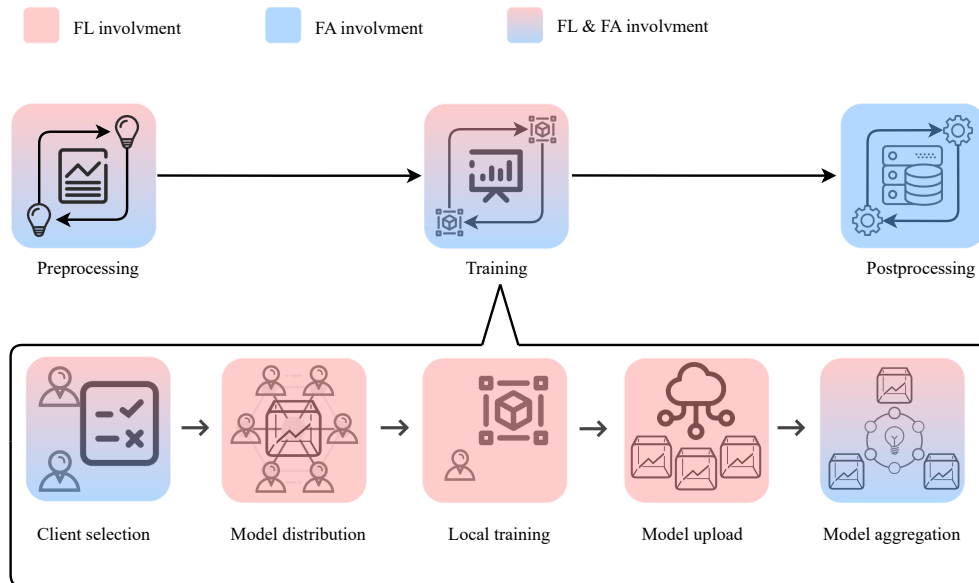 FL involvment
FA involvment
FL & FA involvment
Preprocessing
Training
Postprocessing
Client selection
Model distribution
Local training
Model upload
Model aggregation